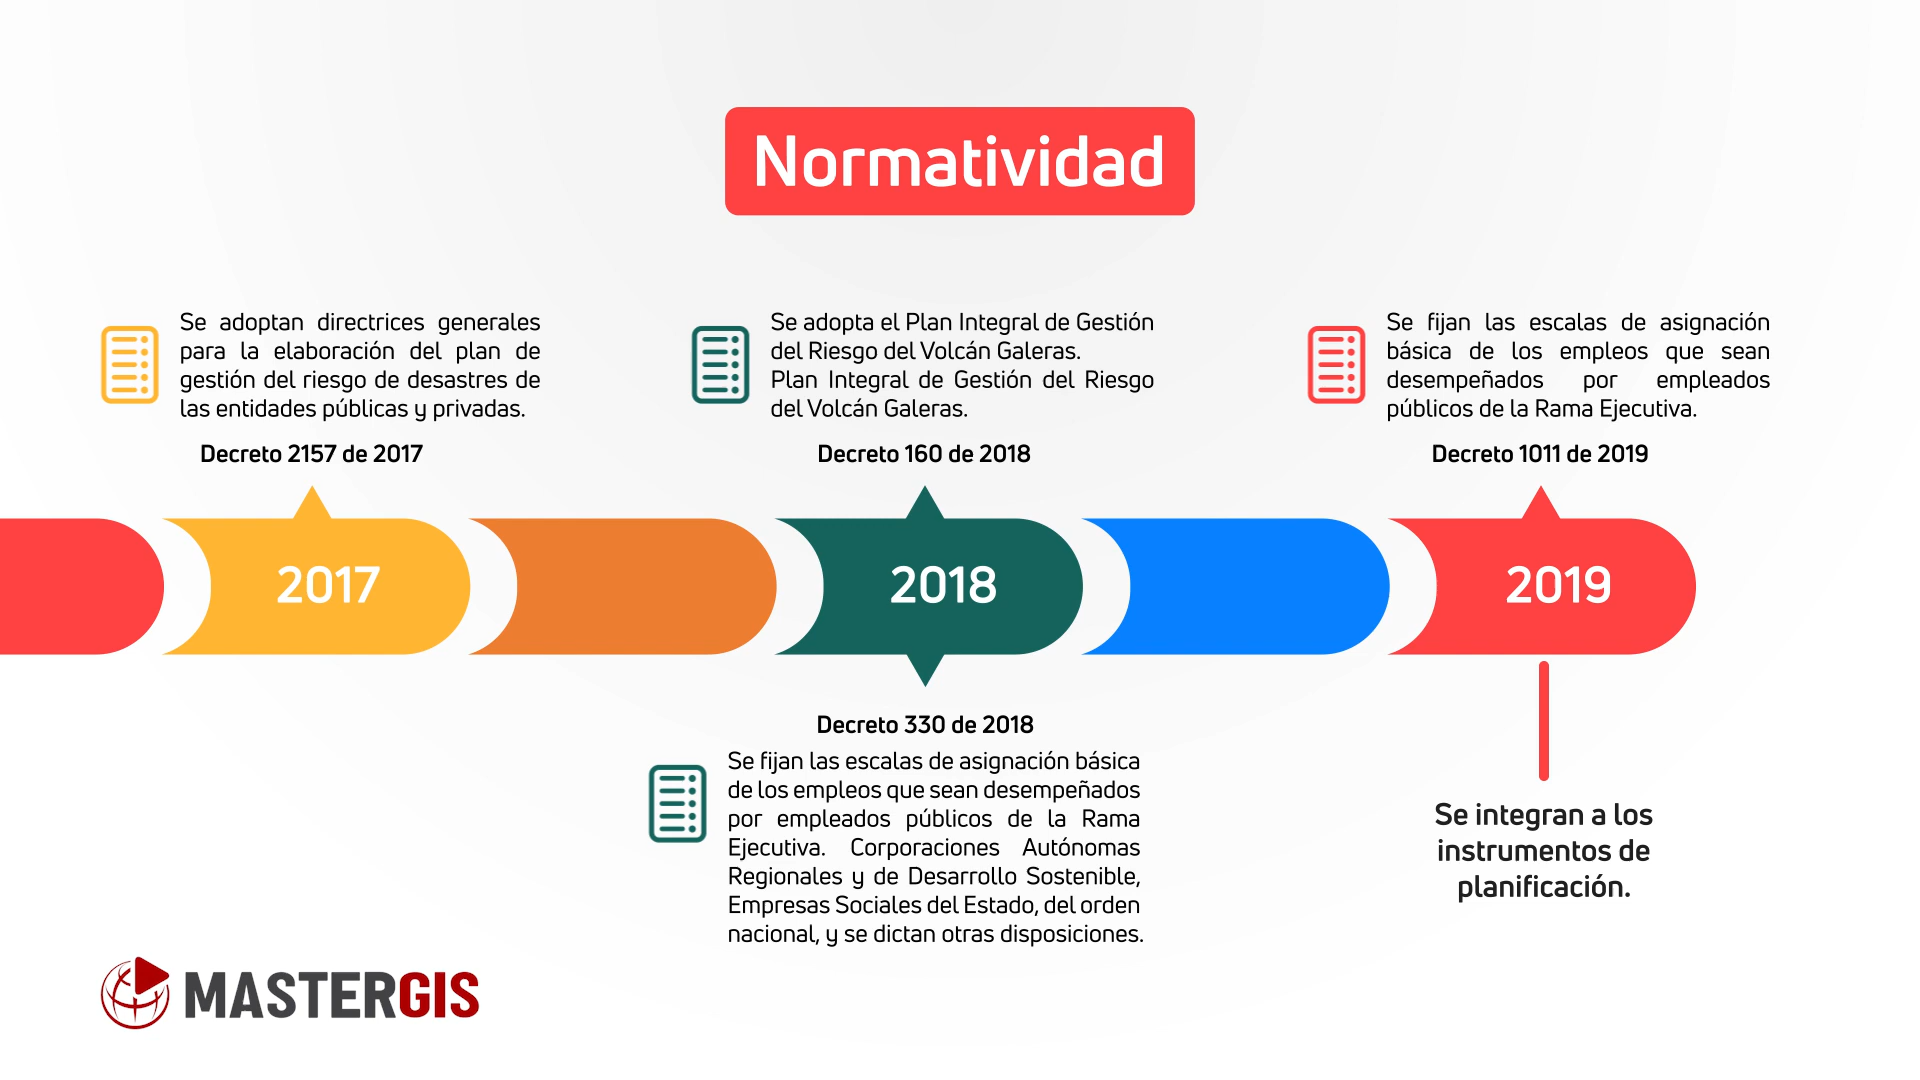 Normatividad
Se adoptan directrices generales
para la elaboración del plan de
gestión del riesgo de desastres de
las entidades públicas y privadas.
Decreto 2157 de 2017
Se adopta el Plan Integral de Gestión
del Riesgo del Volcán Galeras.
Plan Integral de Gestión del Riesgo
del Volcán Galeras.
Decreto 160 de 2018
Se fijan las escalas de asignación
básica de los empleos que sean
desempeñados por empleados
públicos de la Rama Ejecutiva.
Decreto 1011 de 2019
2017
2018
2019
Decreto 330 de 2018
Se fijan las escalas de asignación básica
de los empleos que sean desempeñados
por empleados públicos de la Rama
Ejecutiva. Corporaciones Autónomas
Regionales y de Desarrollo Sostenible,
Empresas Sociales del Estado, del orden
nacional, y se dictan otras disposiciones.
Se integran a los
instrumentos de
planificación.
MASTERGIS